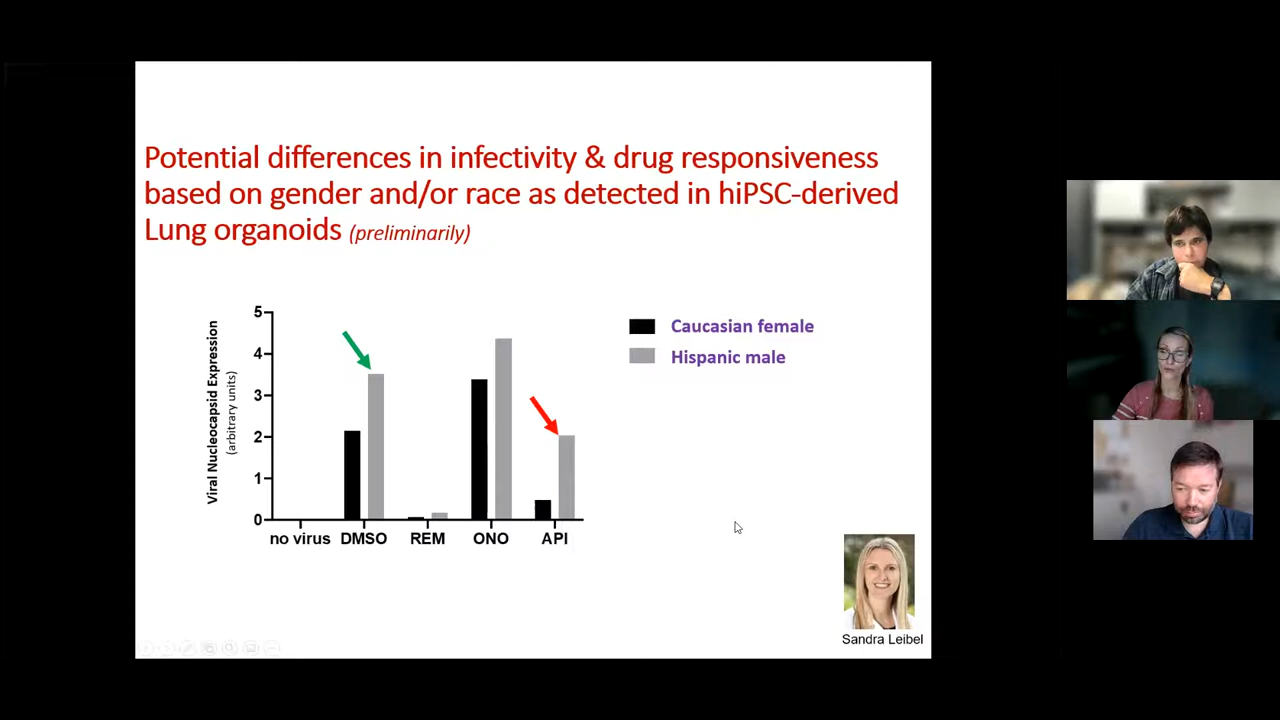 Potential differences in infectivity & drug responsiveness
based on gender and/or race as detected in hiPSC-derived
Lung organoids (preliminarily)
Viral Nucleocapsid Expression
(arbitrary units)
5
4
3
2
1
0
no virus DMSO REM ONO API
Caucasian female
Hispanic male
Sandra Leibel